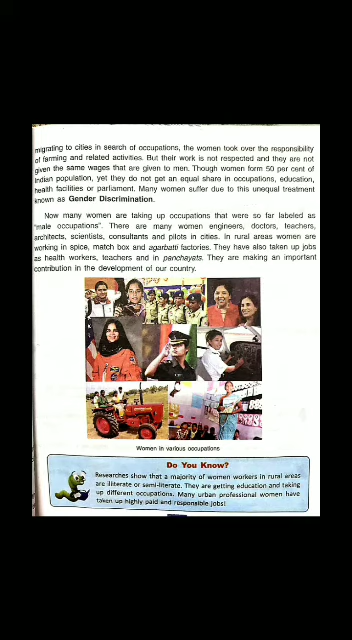 migrating to cities in search of occupations, the women took over the responsibility
of farming and related activities. But their work is not respected and they are not
given the same wages that are given to men. Though women form 50 per cent of
Indian population, yet they do not get an equal share in occupations, education,
health facilities or parliament. Many women suffer due to this unequal treatment
known as Gender Discrimination.
Now many women are taking up occupations that were so far labeled as
"male occupations". There are many women engineers, doctors, teachers,
architects, scientists, consultants and pilots in cities. In rural areas women are
working in spice, match box and agarbatti factories. They have also taken up jobs
as health workers, teachers and in panchayats. They are making an important
contribution in the development of our country.
Women in various occupations
Do You Know?
Researches show that a majority of women workers in rural areas
are illiterate or semi-literate. They are getting education and taking
up different occupations. Many urban professional women have
taken up highly paid and responsible jobs!